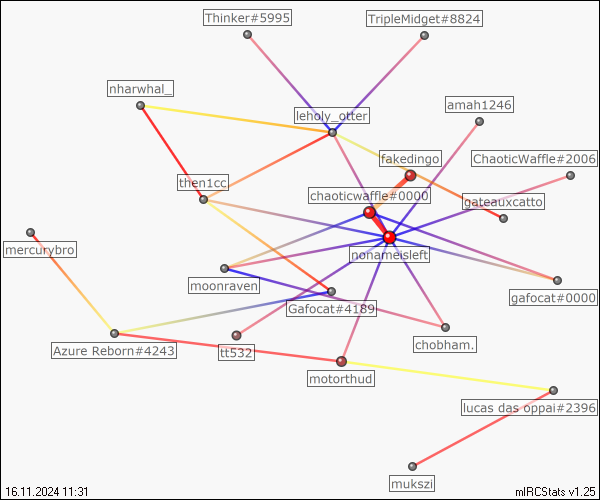 Thinker#5995
TripleMidget#8824
nharwhal_
amah1246
leholy_otter
fakedingo
ChaoticWaffle#2006
then1cc
chaoticwaffle#0000
gateauxcatto
mercurybro
nonameisleft
moonraven
gafocat#0000
Gafocat#4189
Azure Reborn#4243
tt532
chobham.
motorthud
lucas das oppai#2396
mukszi
16.11.2024 11:31
mIRCStats v1.25